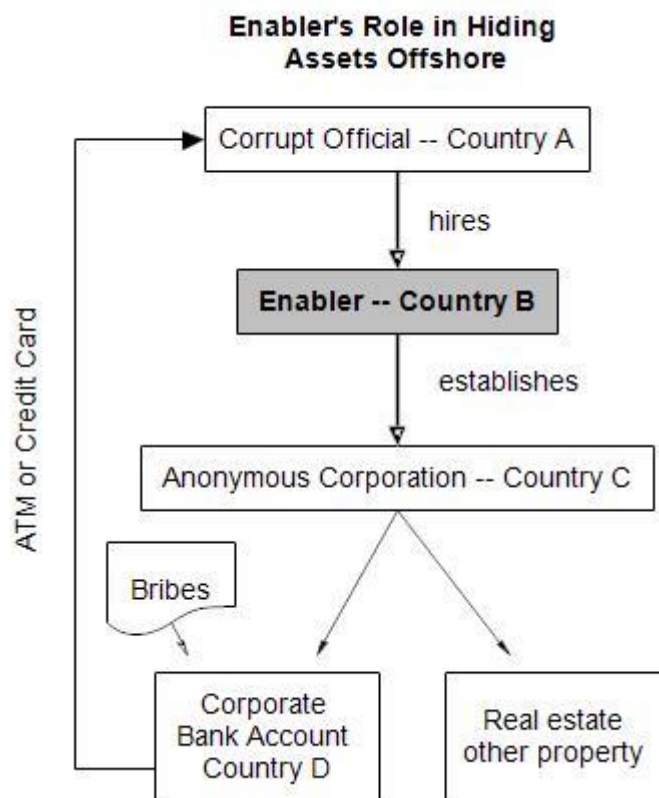 Enabler's Role in Hiding
Assets Offshore
Corrupt Official -- Country A
hires
Enabler -- Country B
establishes
Anonymous Corporation -- Country C
ATM or Credit Card
Bribes
Corporate
Bank Account
Country D
Real estate
other property